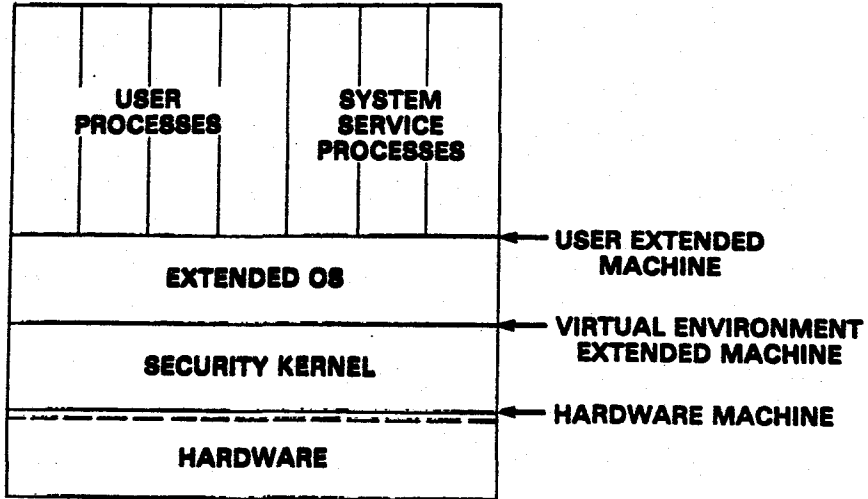 USER
PROCESSES
SYSTEM
SERVICE
PROCESSES
USER EXTENDED
MACHINE
EXTENDED OS
VIRTUAL ENVIRONMENT
EXTENDED MACHINE
SECURITY KERNEL
HARDWARE MACHINE
HARDWARE